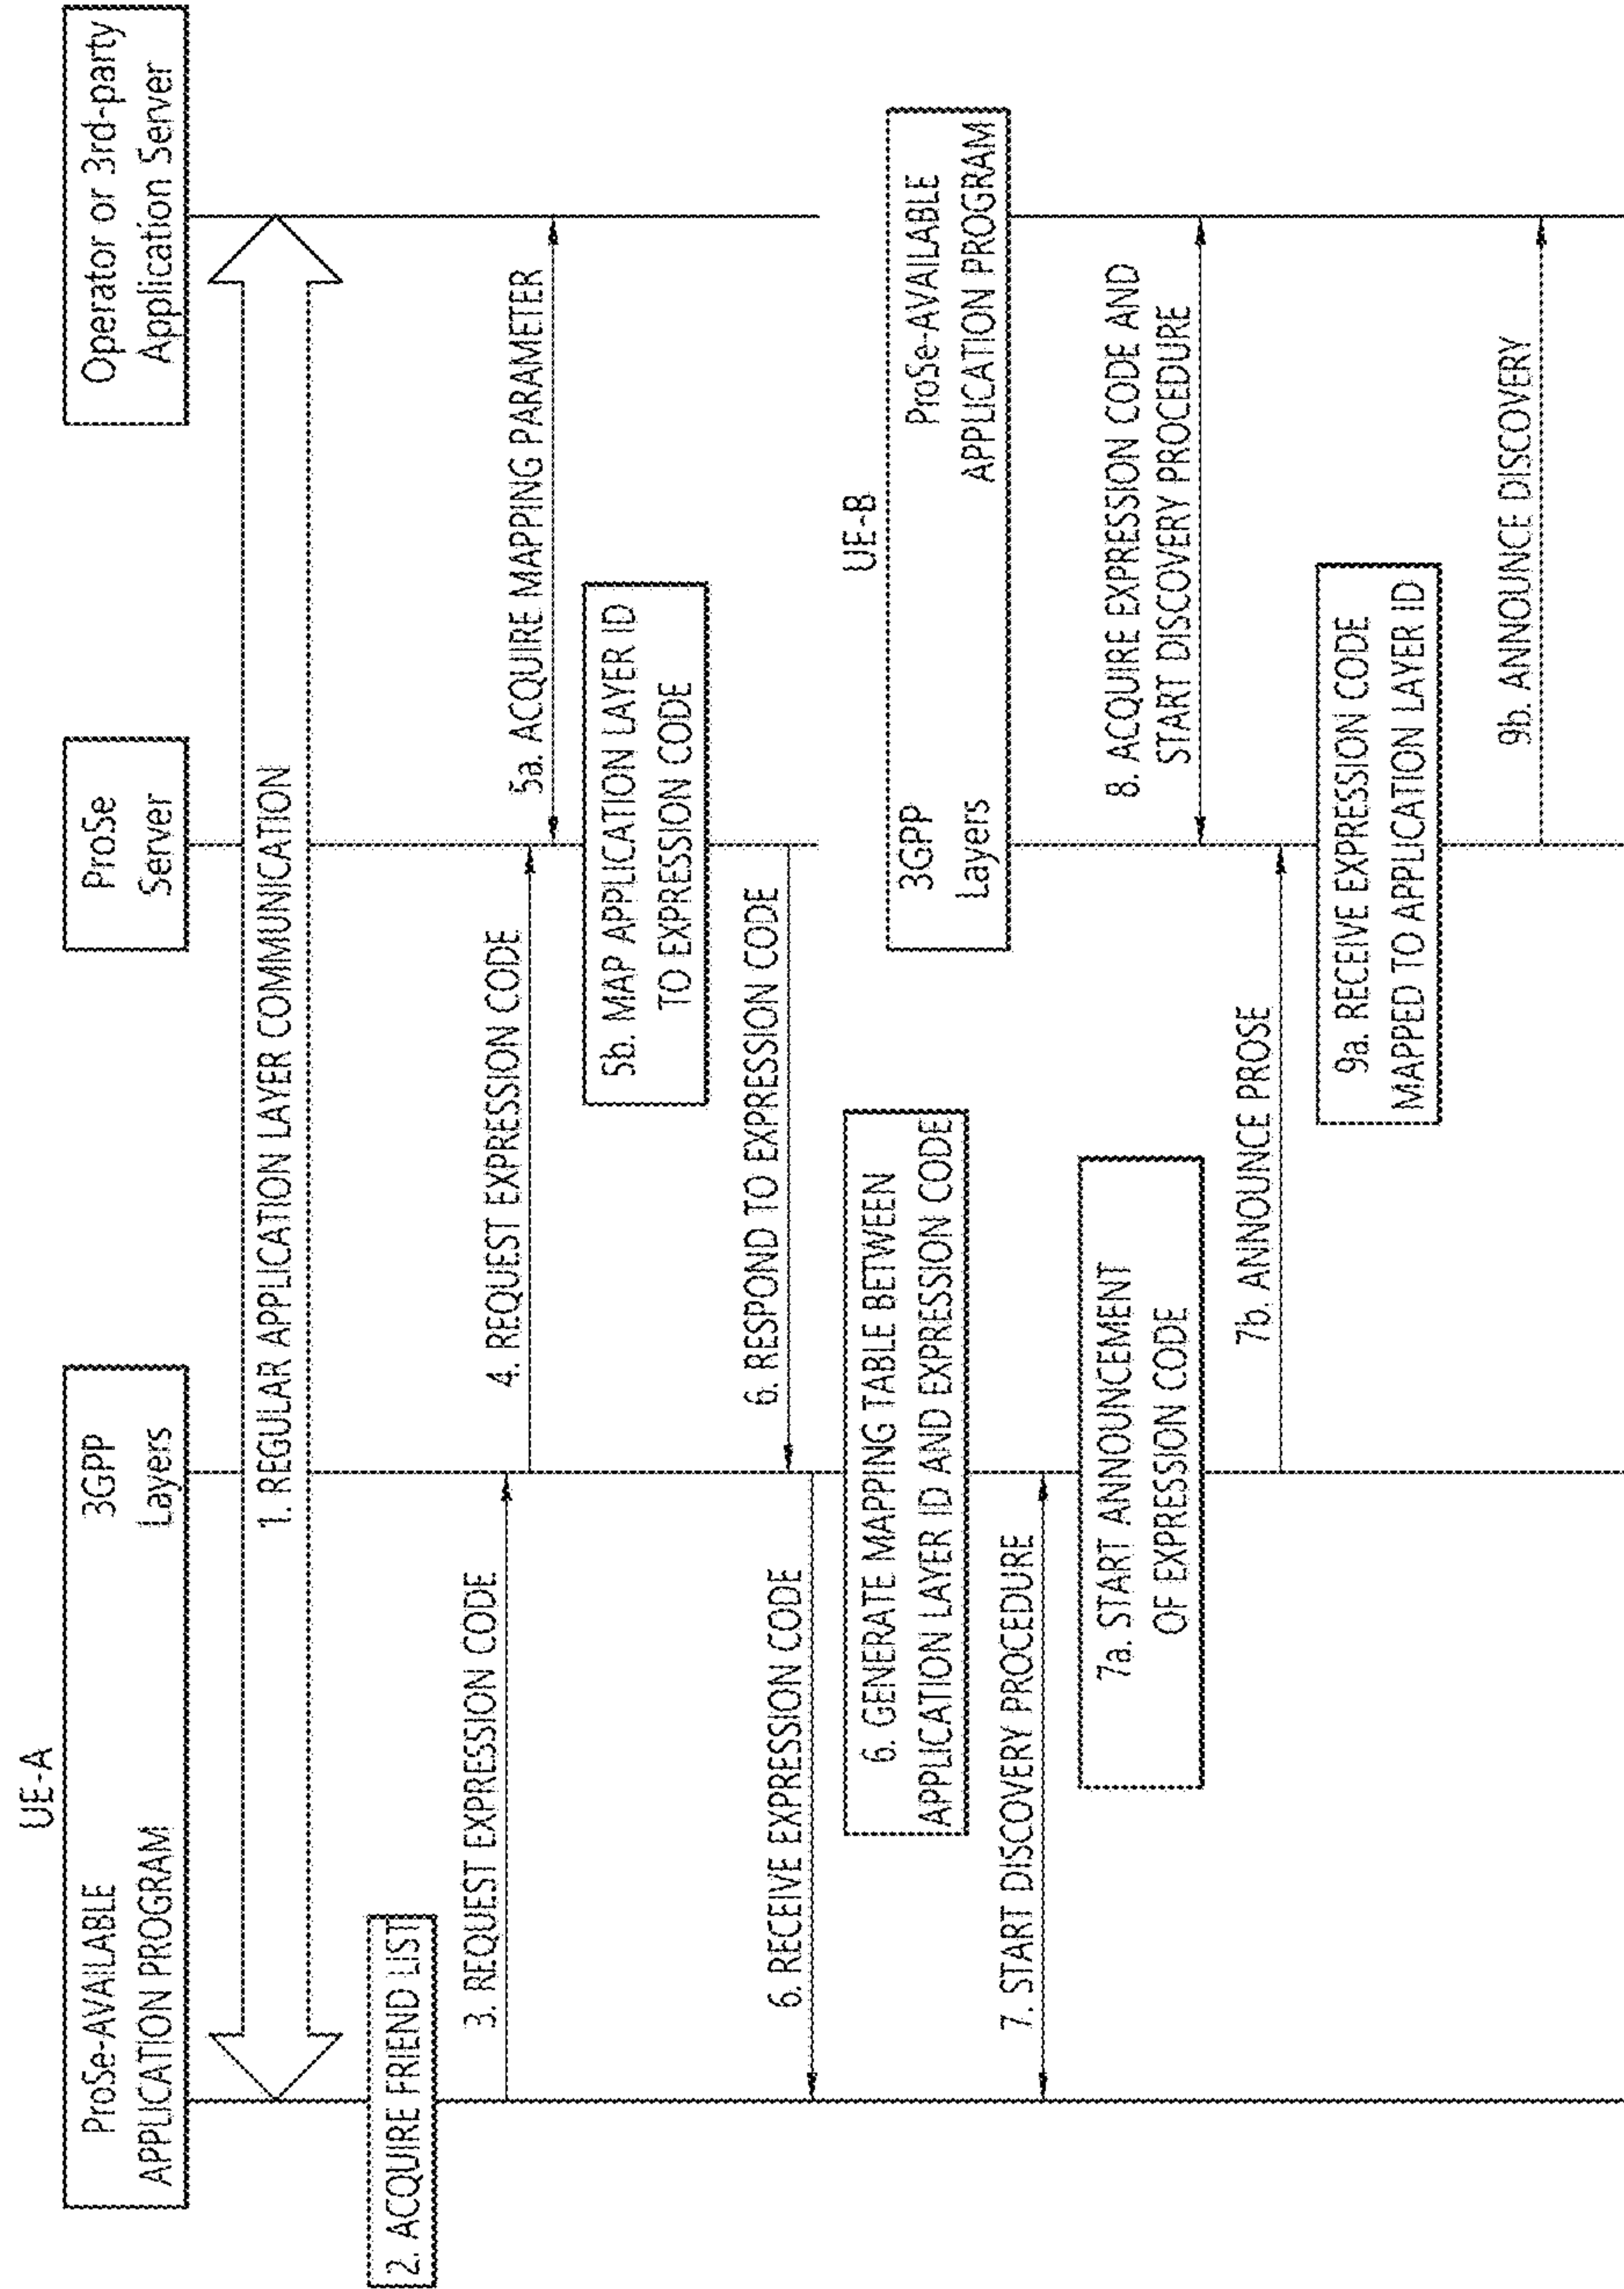 UE-A
ProSe-AVAILABLE
APPLICATION PROGRAM
3GPP
Layers
ProSe
Server
Operator or 3rd-party
Application Server
1. REGULAR APPLICATION LAYER COMMUNICATION
2. ACQUIRE FRIEND LIST
3. REQUEST EXPRESSION CODE
4. REQUEST EXPRESSION CODE
5a. ACQUIRE MAPPING PARAMETER
5b. MAP APPLICATION LAYER ID
TO EXPRESSION CODE
6. RESPOND TO EXPRESSION CODE
6. RECEIVE EXPRESSION CODE
6. GENERATE MAPPING TABLE BETWEEN
APPLICATION LAYER ID AND EXPRESSION CODE
UE-B
3GPP
Layers
ProSe-AVAILABLE
APPLICATION PROGRAM
7. START DISCOVERY PROCEDURE
7a. START ANNOUNCEMENT
OF EXPRESSION CODE
8. ACQUIRE EXPRESSION CODE AND
START DISCOVERY PROCEDURE
7b. ANNOUNCE PROSE
9a. RECEIVE EXPRESSION CODE
MAPPED TO APPLICATION LAYER ID
9b. ANNOUNCE DISCOVERY